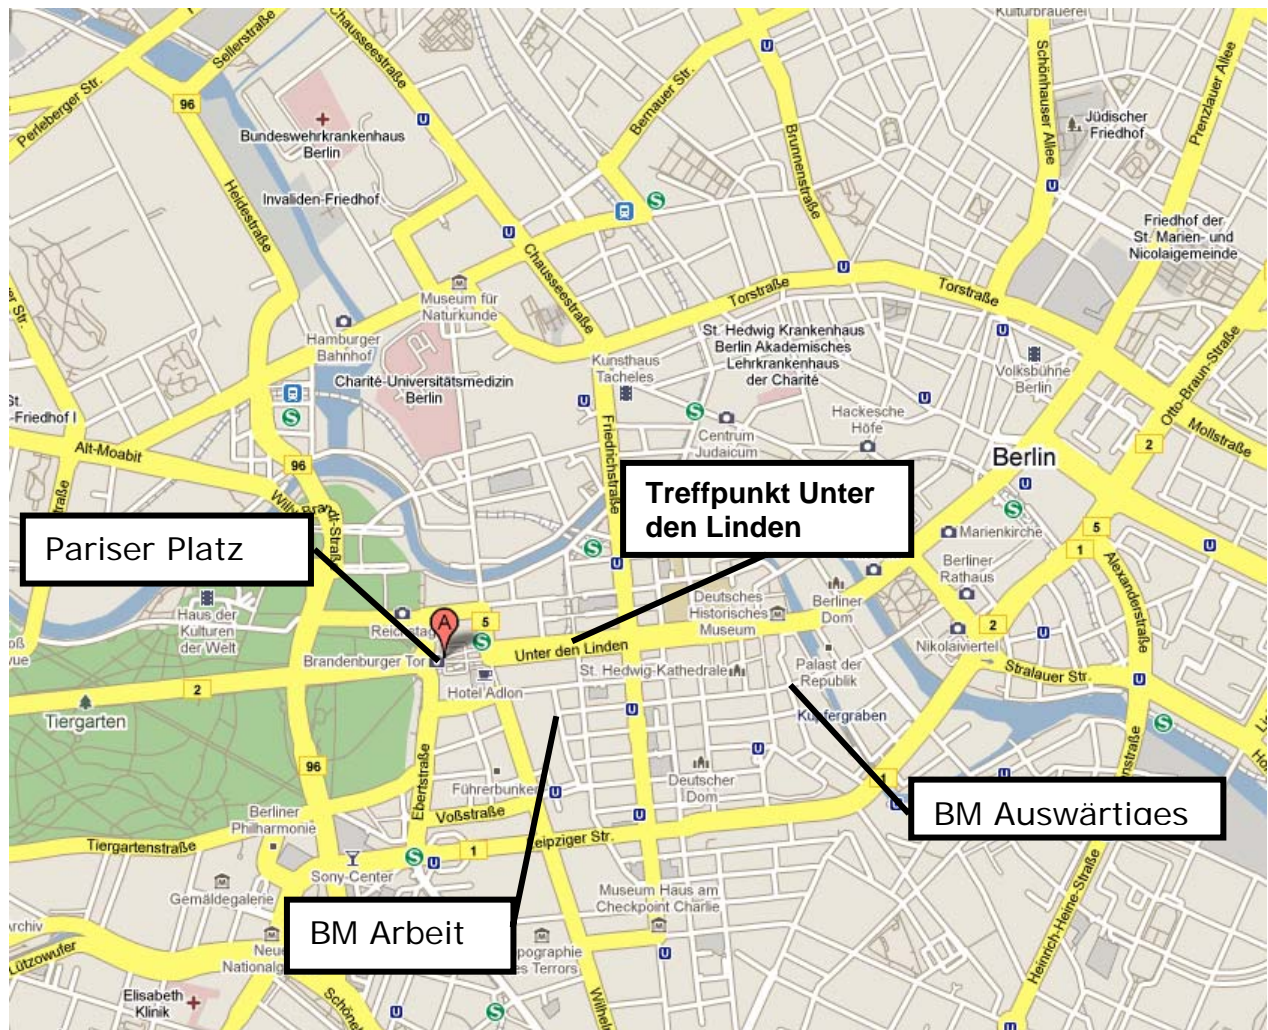 Kulturbrauerei
Sellerstraße
Chausseestraße
Perleberger Str.
96
Bundeswehrkrankenhaus
Berlin
Bernauer Str.
Brunnenstraße
Schönhauser Allee
Prenzlauer Allee
Jüdischer
Friedhof
Invaliden-Friedhof
Heidestraße
Friedhof der
St. Marien- und
Nicolaigemeinde
Chausseestraße
Museum für
Naturkunde
Torstraße
Torstraße
Hamburger
Bahnhof
St. Hedwig Krankenhaus
Berlin Akademisches
Lehrkrankenhaus
der Charité
Kunsthaus
Tacheles
Volksbühne
Berlin
Otto-Braun-Straße
Charité-Universitätsmedizin
Berlin
St.
-Friedhof I
Hackesche
Höfe
Centrum
Judaicum
Mollstraße
2
Alt-Moabit
Friedrichstraße
Berlin
96
Treffpunkt Unter
den Linden
Pariser Platz
Marienkirche
5
1
Alexanderstraße
Berliner
Rathaus
Haus der
Kulturen
der Welt
A
Reichstag
5
Deutsches
Historisches
Museum
Berliner
Dom
2
Nikolaiviertel
Unter den Linden
Brandenburger Tor
St. Hedwig-Kathedrale
Palast der
Republik
Stralauer Str.
2
Hotel Adlon
Tiergarten
Kupfergraben
96
Ebertstraße
Führerbunker
Deutscher
Dom
1
Voßstraße
BM Auswärtiges
Berliner
Philharmonie
Tiergartenstraße
1
Leipziger Str.
Sony-Center
Gemäldegalerie
Museum Haus am
Checkpoint Charlie
Heinrich-Heine-Straße
BM Arbeit
Lützowufer
Elisabeth
Klinik